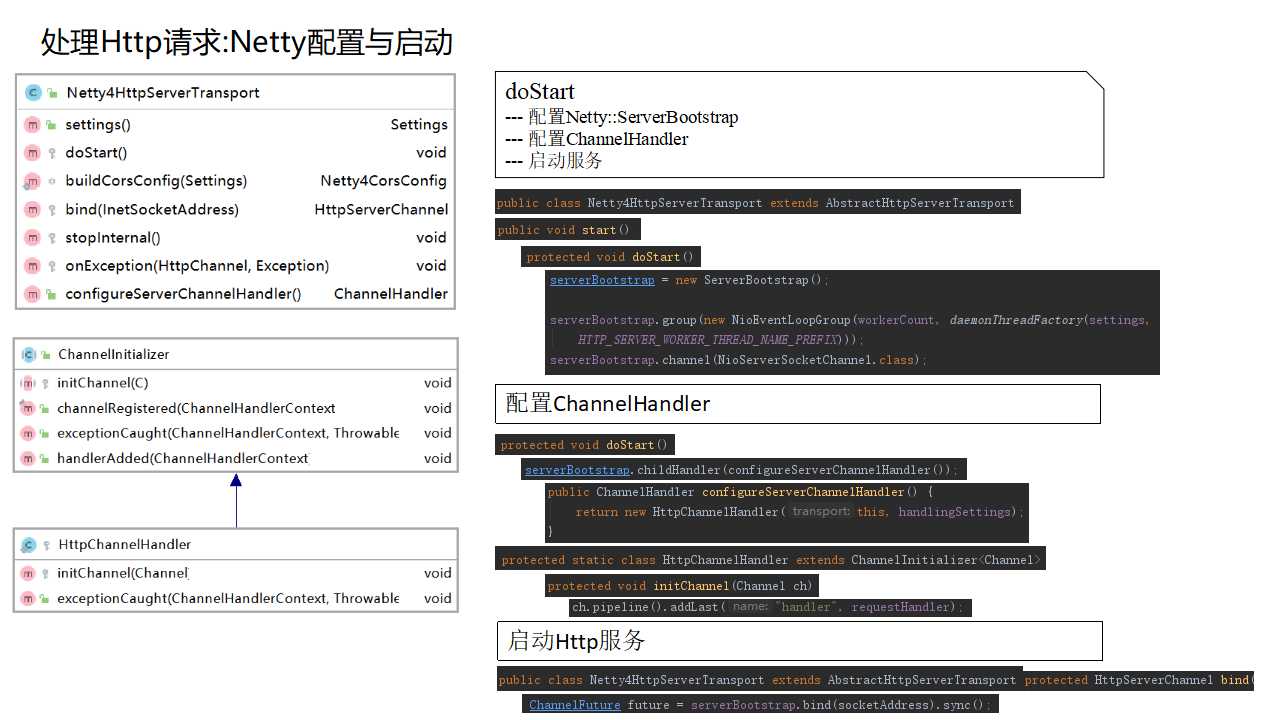 处理Http请求:Netty配置与启动
Netty4HttpServerTransport
settings() Settings
doStart() void
buildCorsConfig(Settings) Netty4CorsConfig
bind(InetSocketAddress) HttpServerChannel
stopInternal() void
onException(HttpChannel, Exception) void
configureServerChannelHandler() ChannelHandler
ChannelInitializer
initChannel(C) void
channelRegistered(ChannelHandlerContext void
exceptionCaught(ChannelHandlerContext, Throwable void
handlerAdded(ChannelHandlerContext void
HttpChannelHandler
initChannel(Channel void
exceptionCaught(ChannelHandlerContext, Throwable void
doStart
--- 配置Netty::ServerBootstrap
--- 配置ChannelHandler
--- 启动服务
public class Netty4HttpServerTransport extends AbstractHttpServerTransport
public void start()
protected void doStart()
serverBootstrap = new ServerBootstrap();
serverBootstrap.group(new NioEventLoopGroup(workerCount, daemonThreadFactory(settings,
HTTP_SERVER_WORKER_THREAD_NAME_PREFIX)));
serverBootstrap.channel(NioServerSocketChannel.class);
配置ChannelHandler
protected void doStart()
serverBootstrap.childHandler(configureServerChannelHandler());
public ChannelHandler configureServerChannelHandler() {
return new HttpChannelHandler( transport: this, handlingSettings);
}
protected static class HttpChannelHandler extends ChannelInitializer<Channel>
protected void initChannel(Channel ch)
ch.pipeline().addLast( name: "handler", requestHandler);
启动Http服务
public class Netty4HttpServerTransport extends AbstractHttpServerTransport protected HttpServerChannel bind(
ChannelFuture future = serverBootstrap.bind(socketAddress).sync();